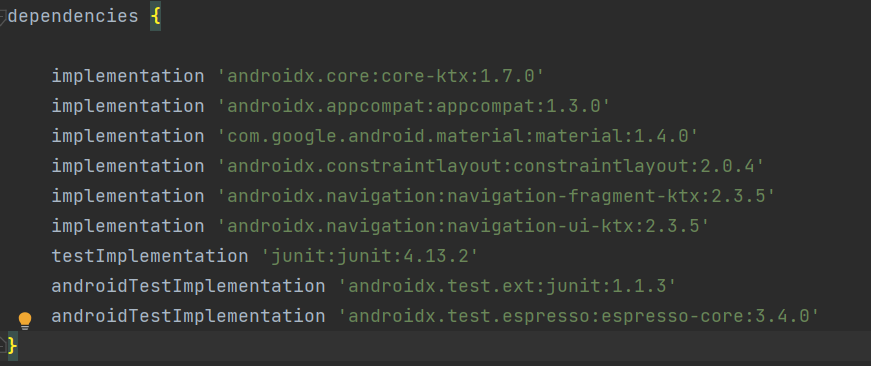 dependencies {
implementation 'androidx.core:core-ktx:1.7.0'
implementation 'androidx.appcompat:appcompat:1.3.0'
implementation 'com.google.android.material:material:1.4.0'
implementation 'androidx.constraintlayout:constraintlayout:2.0.4'
implementation 'androidx.navigation:navigation-fragment-ktx:2.3.5'
implementation 'androidx.navigation:navigation-ui-ktx:2.3.5'
testImplementation 'junit:junit:4.13.2'
androidTestImplementation 'androidx.test.ext:junit:1.1.3'
androidTestImplementation 'androidx.test.espresso:espresso-core:3.4.0'
}